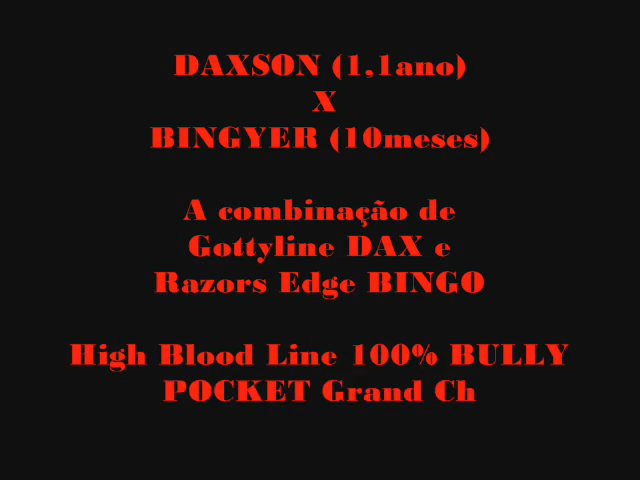 DAXSON (1,1ano)
X
BINGYER (10meses)
A combinação de
Gottyline DAX e
Razors Edge BINGO
High Blood Line 100% BULLY
POCKET Grand Ch